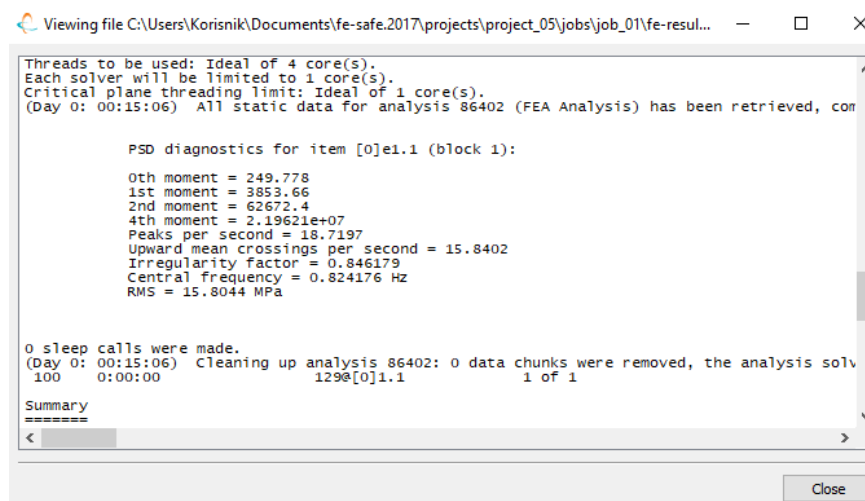 Viewing file C:\Users\Korisnik\Documents\fe-safe.2017\projects\project_05\jobs\job_01\fe-resul...
Threads to be used: Ideal of 4 core(s).
Each solver will be limited to 1 core(s).
Critical plane threading limit: Ideal of 1 core(s).
(Day 0: 00:15:06) All static data for analysis 86402 (FEA Analysis) has been retrieved, com
PSD diagnostics for item [0]e1.1 (block 1):
0th moment = 249.778
1st moment = 3853.66
2nd moment = 62672.4
4th moment = 2.19621e+07
Peaks per second = 18.7197
Upward mean crossings per second = 15.8402
Irregularity factor = 0.846179
Central frequency = 0.824176 Hz
RMS = 15.8044 MPa
0 sleep calls were made.
(Day 0: 00:15:06) Cleaning up analysis 86402: 0 data chunks were removed, the analysis solv
100 0:00:00 129@[0]1.1 1 of 1
Summary
=======
Close